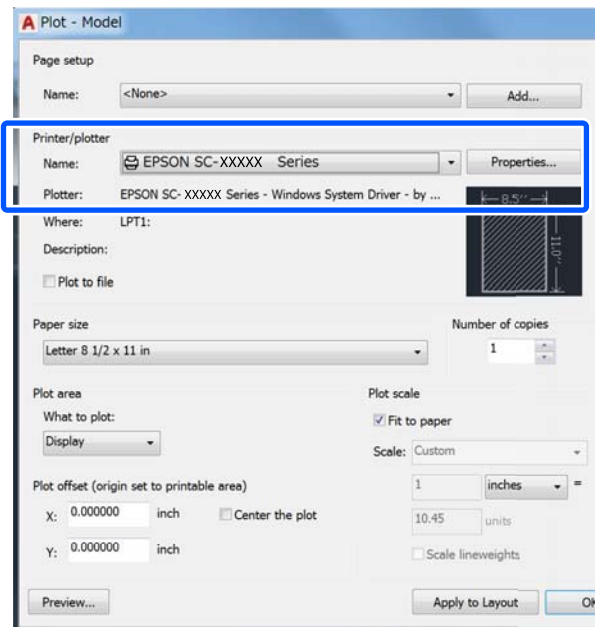 A Plot - Model
Page setup
Name: <None> Add...
Printer/plotter
Name: EPSON SC-XXXXX Series Properties...
Plotter: EPSON SC- XXXXX Series - Windows System Driver - by ...
8.5''
Where: LPT1:
11.0''
Description:
Plot to file
Paper size Number of copies
Letter 8 1/2 x 11 in 1
Plot area Plot scale
What to plot: Fit to paper
Display Scale: Custom
Plot offset (origin set to printable area) 1 inches =
X: 0.000000 inch Center the plot 10.45 units
Y: 0.000000 inch Scale lineweights
Preview... Apply to Layout OK